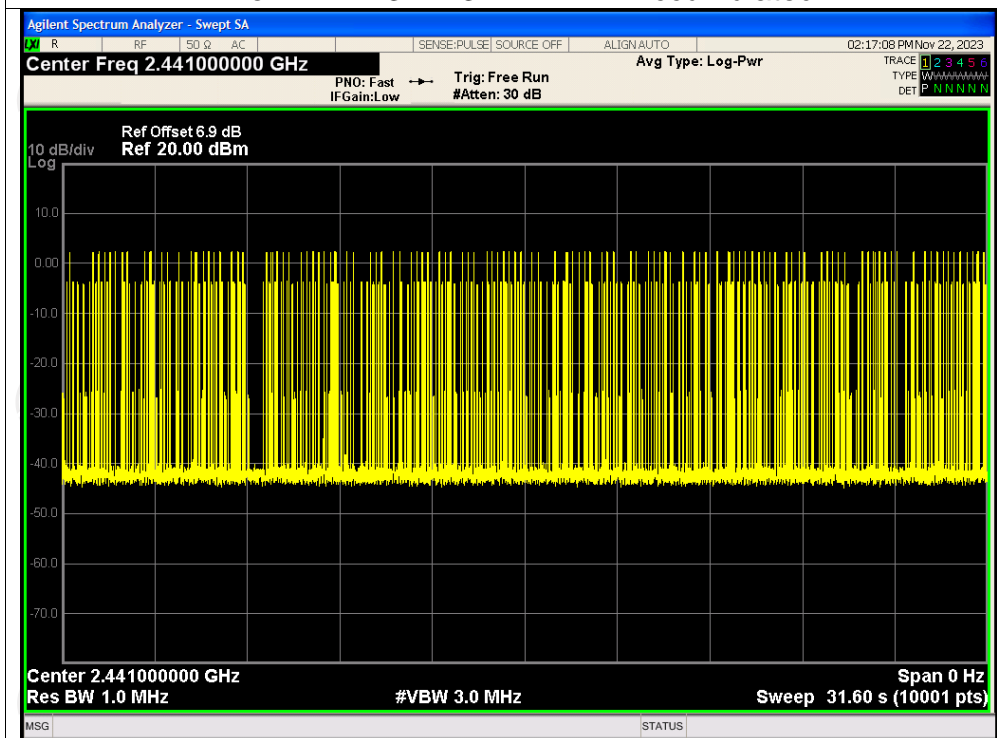 Agilent Spectrum Analyzer - Swept SA
LXI R RF 50 Ω AC SENSE:PULSE SOURCE OFF ALIGN AUTO 02:17:08 PM Nov 22, 2023
Center Freq 2.441000000 GHz Avg Type: Log-Pwr TRACE 1 2 3 4 5 6
PNO: Fast Trig: Free Run TYPE WWWWWW
IFGain:Low #Atten: 30 dB DET P N N N N N
Ref Offset 6.9 dB
10 dB/div Ref 20.00 dBm
Log
10.0
0.00
-10.0
-20.0
-30.0
-40.0
-50.0
-60.0
-70.0
Center 2.441000000 GHz Span 0 Hz
Res BW 1.0 MHz #VBW 3.0 MHz Sweep 31.60 s (10001 pts)
MSG STATUS